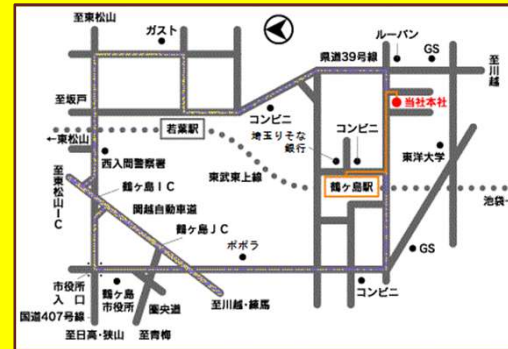 至東松山
ガスト
ルーパン
GS
県道39号線
至川越
至坂戸
コンビニ
当社本社
若葉駅
埼玉りそな
銀行
コンビニ
←東松山
西入間警察署
東武東上線
東洋大学
至東松山IC
鶴ヶ島IC
鶴ヶ島駅
池袋→
関越自動車道
鶴ヶ島JC
ポポラ
GS
市役所
入口
鶴ヶ島
市役所
圏央道
至川越・練馬
コンビニ
国道407号線
至日高・狭山
至青梅